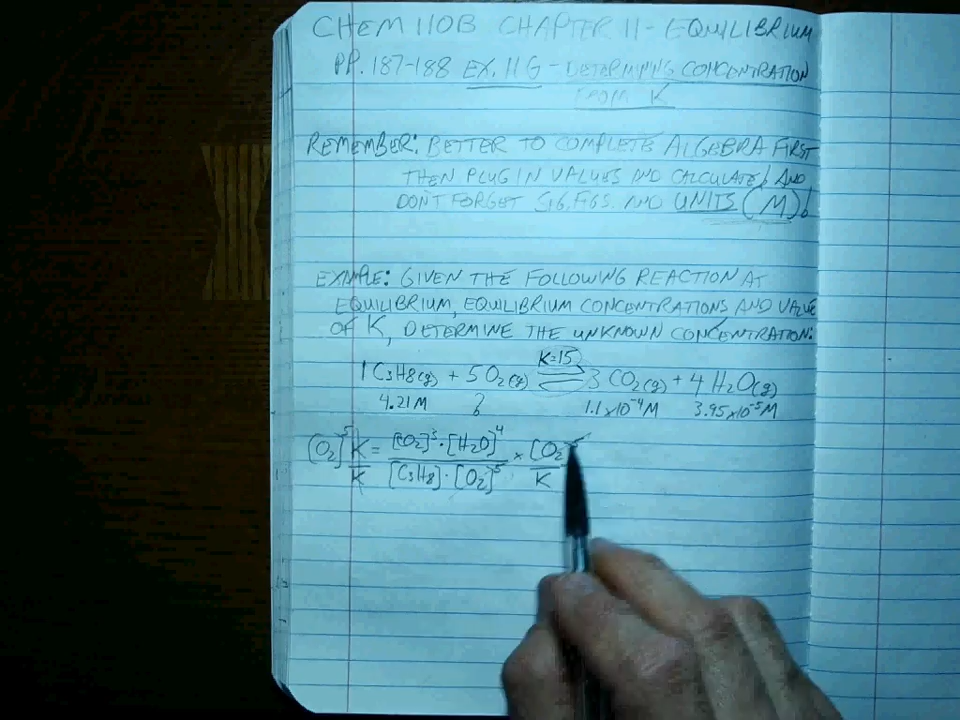 CHEM 110B CHAPTER 11 - EQUILIBRIUM
PP. 187-188 EX. 11G - DETERMINING CONCENTRATION
FROM K
REMEMBER: BETTER TO COMPLETE ALGEBRA FIRST
THEN PLUG IN VALUES AND CALCULATE! AND
DON'T FORGET SIG. FIGS. AND UNITS (M)!
EXAMPLE: GIVEN THE FOLLOWING REACTION AT
EQUILIBRIUM, EQUILIBRIUM CONCENTRATIONS AND VALUE
OF K, DETERMINE THE UNKNOWN CONCENTRATION:
K=15
1 C3H8(g) + 5 O2(g) ⇌ 3 CO2(g) + 4 H2O(g)
4.21 M ? 1.1x10^-4 M 3.95x10^-5 M
[O2]^5 K = [CO2]^3 · [H2O]^4 × [O2]^5
K [C3H8] · [O2]^5 K